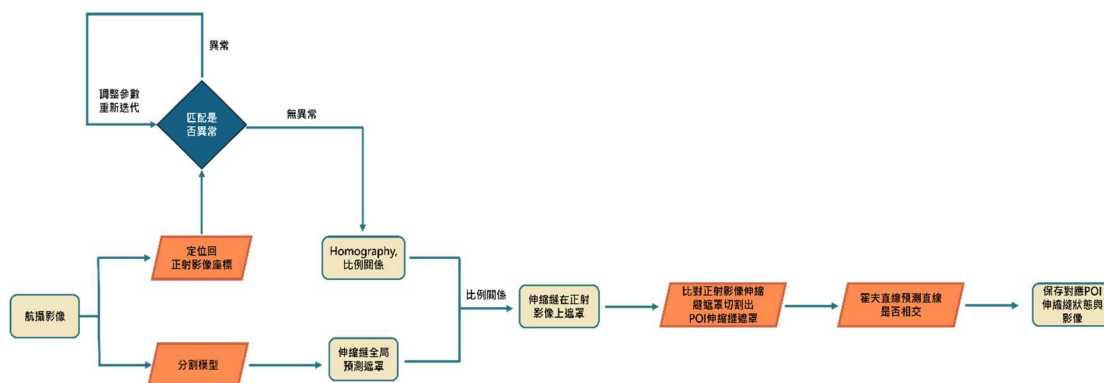 異常
調整參數
重新迭代
匹配是
否異常
無異常
定位回
正射影像座標
Homography,
比例關係
航攝影像
比例關係
伸縮縫在正射
影像上遮罩
比對正射影像伸縮
縫遮罩切割出
POI伸縮縫遮罩
霍夫直線預測直線
是否相交
保存對應POI
伸縮縫狀態與
影像
分割模型
伸縮縫全局
預測遮罩